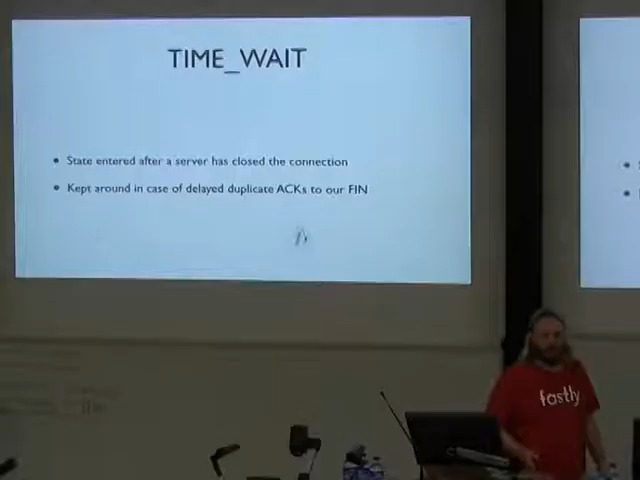 TIME_WAIT
• State entered after a server has closed the connection
• Kept around in case of delayed duplicate ACKs to our FIN
fastly